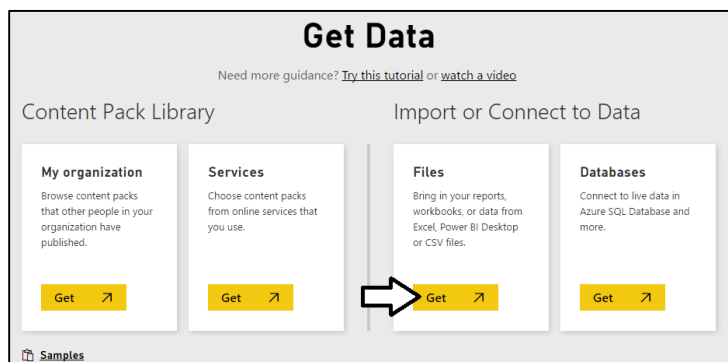 Get Data
Need more guidance? Try this tutorial or watch a video
Content Pack Library
My organization
Browse content packs
that other people in your
organization have
published.
Get
Services
Choose content packs
from online services that
you use.
Get
Import or Connect to Data
Files
Bring in your reports,
workbooks, or data from
Excel, Power BI Desktop
or CSV files.
Get
Databases
Connect to live data in
Azure SQL Database and
more.
Get
Samples